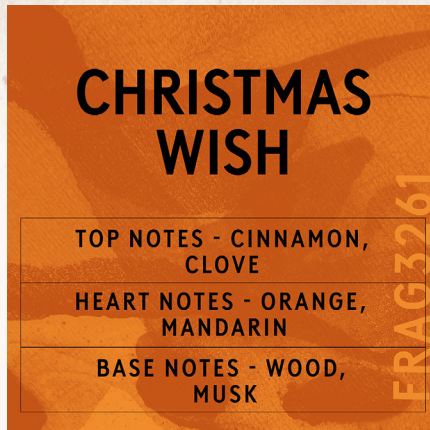 CHRISTMAS
WISH
TOP NOTES - CINNAMON,
CLOVE
HEART NOTES - ORANGE,
MANDARIN
BASE NOTES - WOOD,
MUSK
FRAG3261